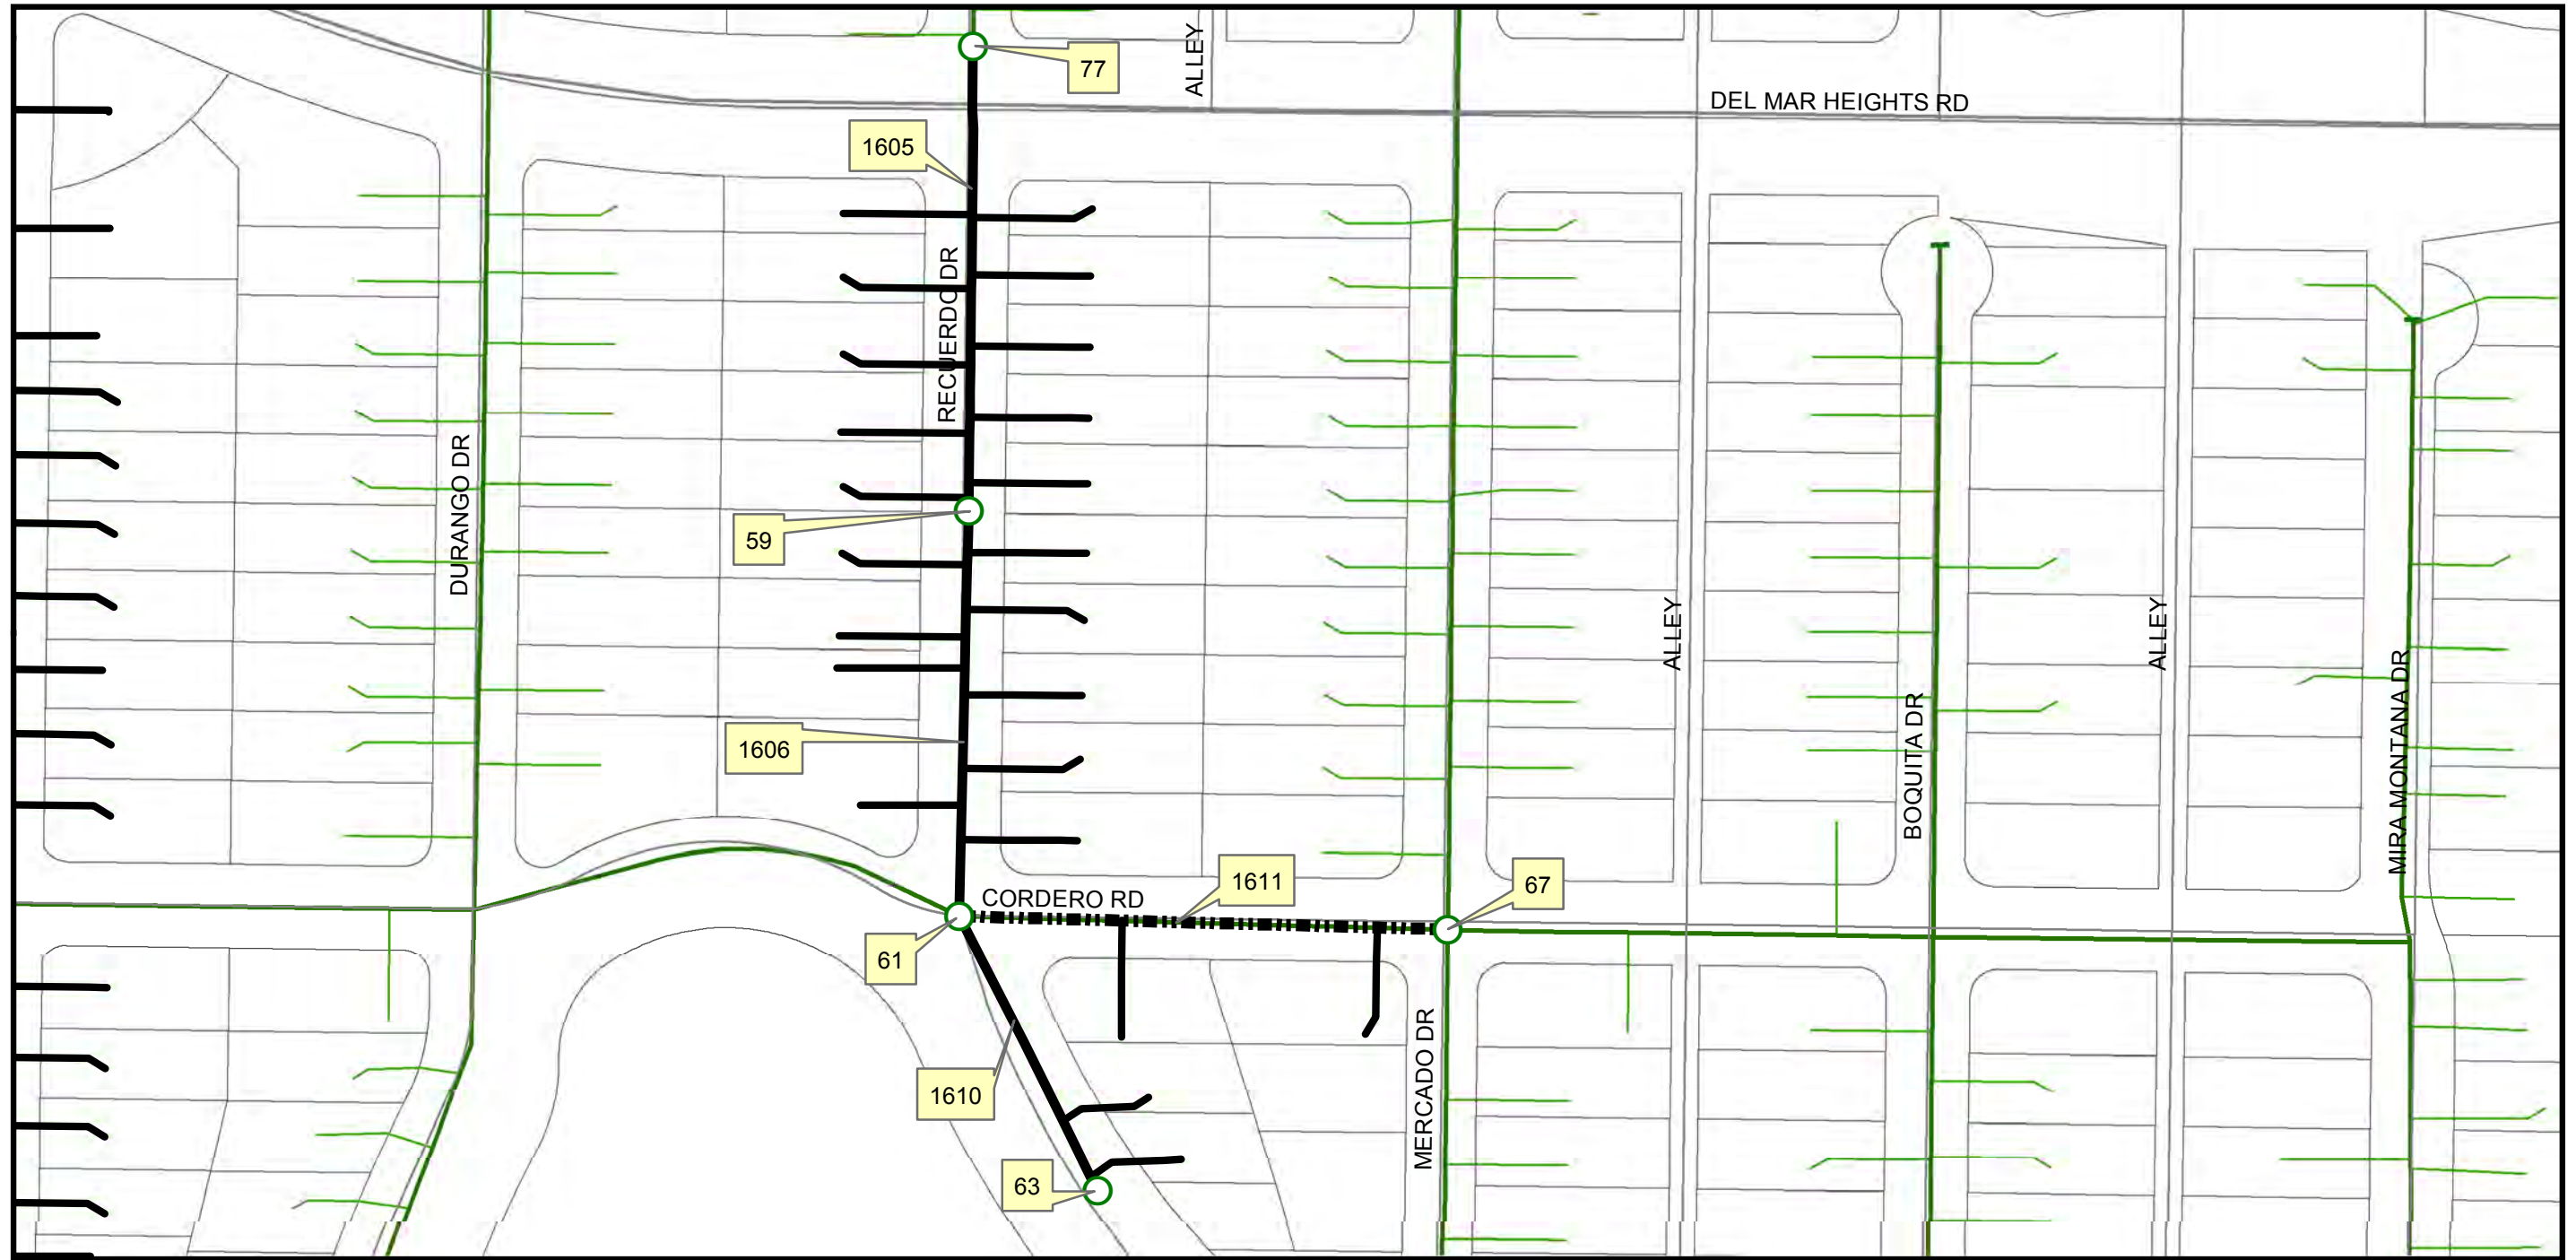 77
ALLEY
DEL MAR HEIGHTS RD
1605
RECUERDO DR
DURANGO DR
59
ALLEY
ALLEY
MIRA MONTANA DR
BOQUITA DR
1606
1611
67
CORDERO RD
61
MERCADO DR
1610
63